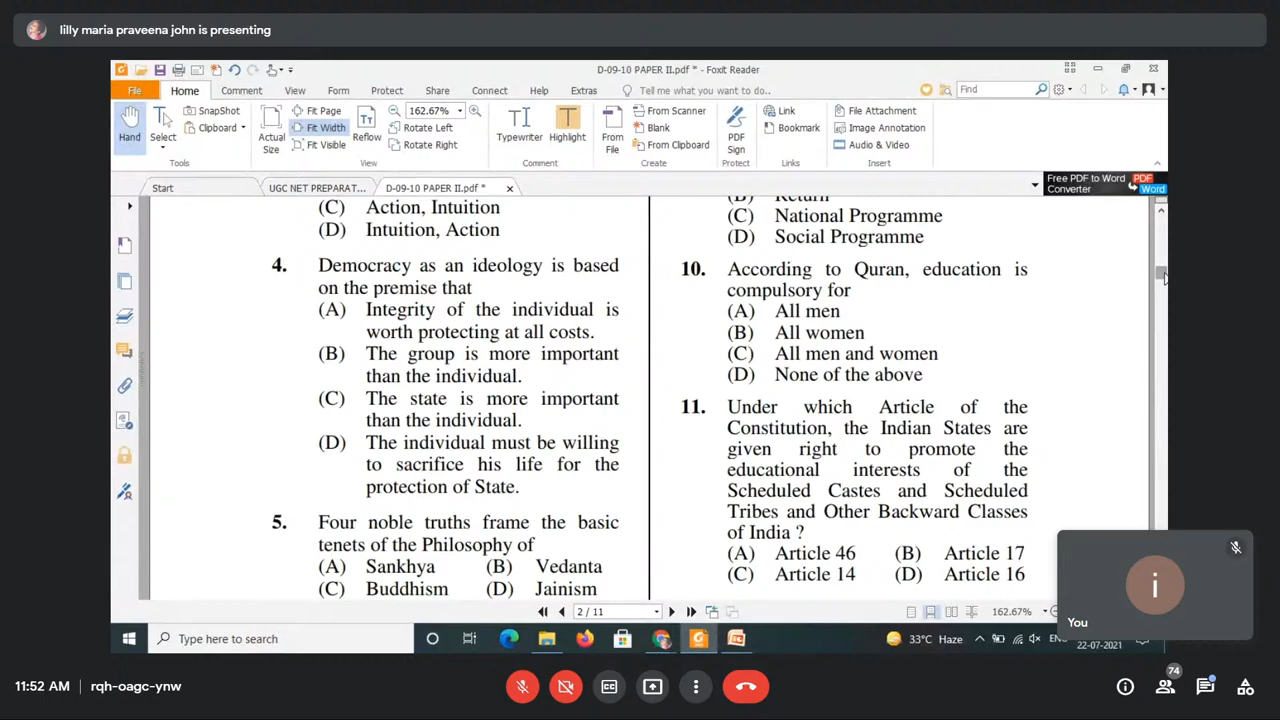 lilly maria praveena john is presenting
D-09-10 PAPER II.pdf * - Foxit Reader
File Home Comment View Form Protect Share Connect Help Extras Tell me what you want to do..
Find
Hand
Select
SnapShot
Clipboard
Tools
Actual Size
Fit Page
Fit Width
Fit Visible
Reflow
162.67%
Rotate Left
Rotate Right
View
Typewriter
Highlight
Comment
From File
From Scanner
Blank
From Clipboard
Create
PDF Sign
Protect
Link
Bookmark
Links
File Attachment
Image Annotation
Audio & Video
Insert
Start
UGC NET PREPARAT...
D-09-10 PAPER II.pdf *
Free PDF to Word Converter
PDF
Word
(C) Action, Intuition
(D) Intuition, Action
4. Democracy as an ideology is based
on the premise that
(A) Integrity of the individual is
worth protecting at all costs.
(B) The group is more important
than the individual.
(C) The state is more important
than the individual.
(D) The individual must be willing
to sacrifice his life for the
protection of State.
5. Four noble truths frame the basic
tenets of the Philosophy of
(A) Sankhya (B) Vedanta
(C) Buddhism (D) Jainism
(B) Return
(C) National Programme
(D) Social Programme
10. According to Quran, education is
compulsory for
(A) All men
(B) All women
(C) All men and women
(D) None of the above
11. Under which Article of the
Constitution, the Indian States are
given right to promote the
educational interests of the
Scheduled Castes and Scheduled
Tribes and Other Backward Classes
of India ?
(A) Article 46 (B) Article 17
(C) Article 14 (D) Article 16
i
You
2 / 11
162.67%
Type here to search
33°C Haze
22-07-2021
11:52 AM rqh-oagc-ynw
74